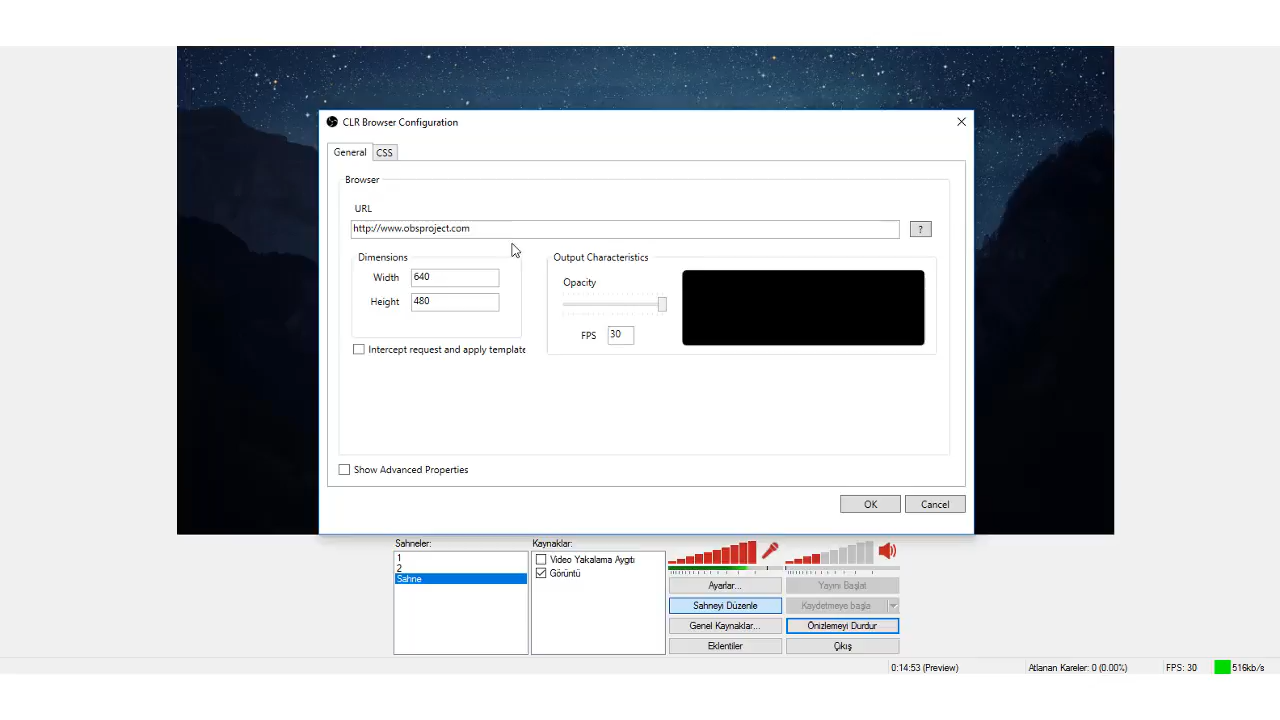 CLR Browser Configuration
General CSS
Browser
URL
http://www.obsproject.com
?
Dimensions
Width 640
Height 480
Output Characteristics
Opacity
FPS 30
Intercept request and apply template
Show Advanced Properties
OK Cancel
Sahneler:
1
2
Sahne
Kaynaklar:
Video Yakalama Aygıtı
Görüntü
Ayarlar... Yayını Başlat
Sahneyi Düzenle Kaydetmeye başla
Genel Kaynaklar... Önizlemeyi Durdur
Eklentiler Çıkış
0:14:53 (Preview) Atlanan Kareler: 0 (0.00%) FPS: 30 516kb/s